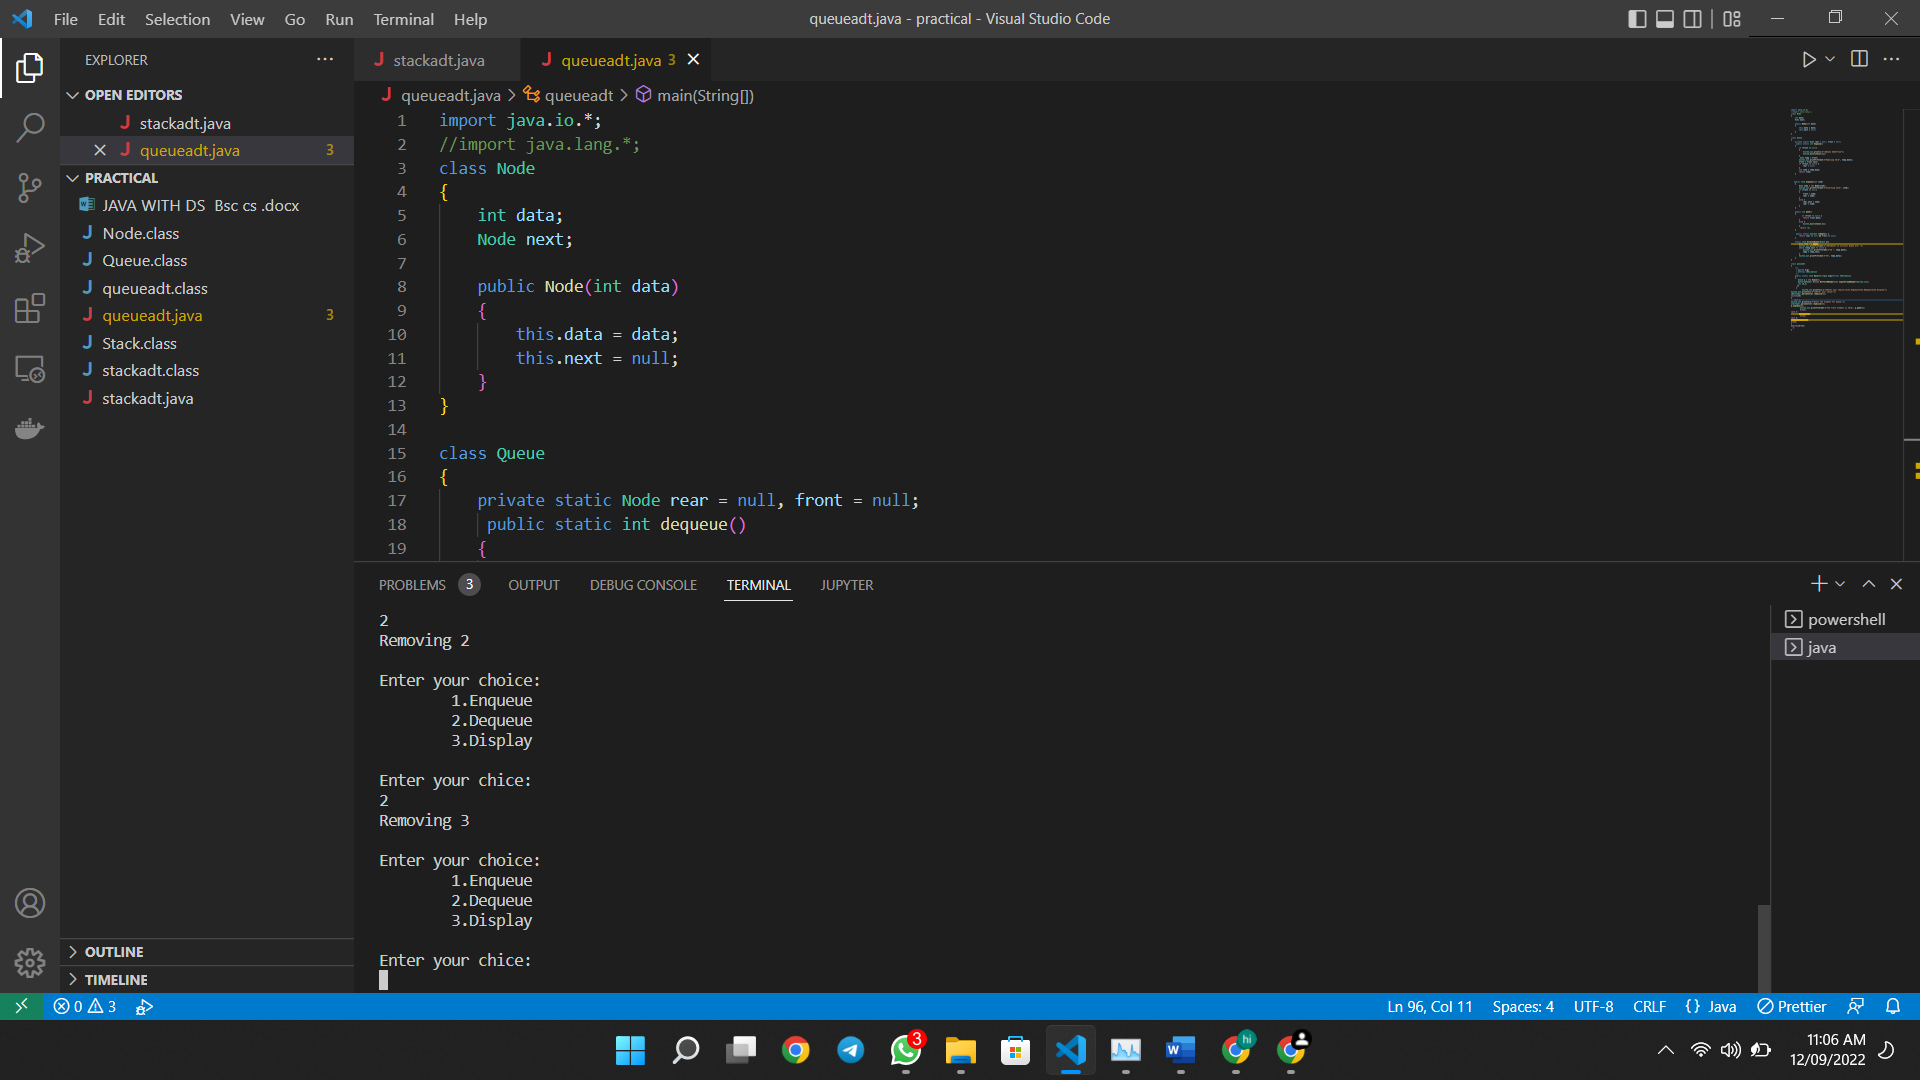 File Edit Selection View Go Run Terminal Help
queueadt.java - practical - Visual Studio Code
EXPLORER
OPEN EDITORS
stackadt.java
queueadt.java 3
PRACTICAL
JAVA WITH DS Bsc cs .docx
Node.class
Queue.class
queueadt.class
queueadt.java 3
Stack.class
stackadt.class
stackadt.java
OUTLINE
TIMELINE
stackadt.java queueadt.java 3
queueadt.java > queueadt > main(String[])
1 import java.io.*;
2 //import java.lang.*;
3 class Node
4 {
5 int data;
6 Node next;
7
8 public Node(int data)
9 {
10 this.data = data;
11 this.next = null;
12 }
13 }
14
15 class Queue
16 {
17 private static Node rear = null, front = null;
18 public static int dequeue()
19 {
PROBLEMS 3 OUTPUT DEBUG CONSOLE TERMINAL JUPYTER
2
Removing 2
Enter your choice:
1.Enqueue
2.Dequeue
3.Display
Enter your chice:
2
Removing 3
Enter your choice:
1.Enqueue
2.Dequeue
3.Display
Enter your chice:
powershell
java
0 3
Ln 96, Col 11 Spaces: 4 UTF-8 CRLF {} Java Prettier
3
W
hi
11:06 AM
12/09/2022